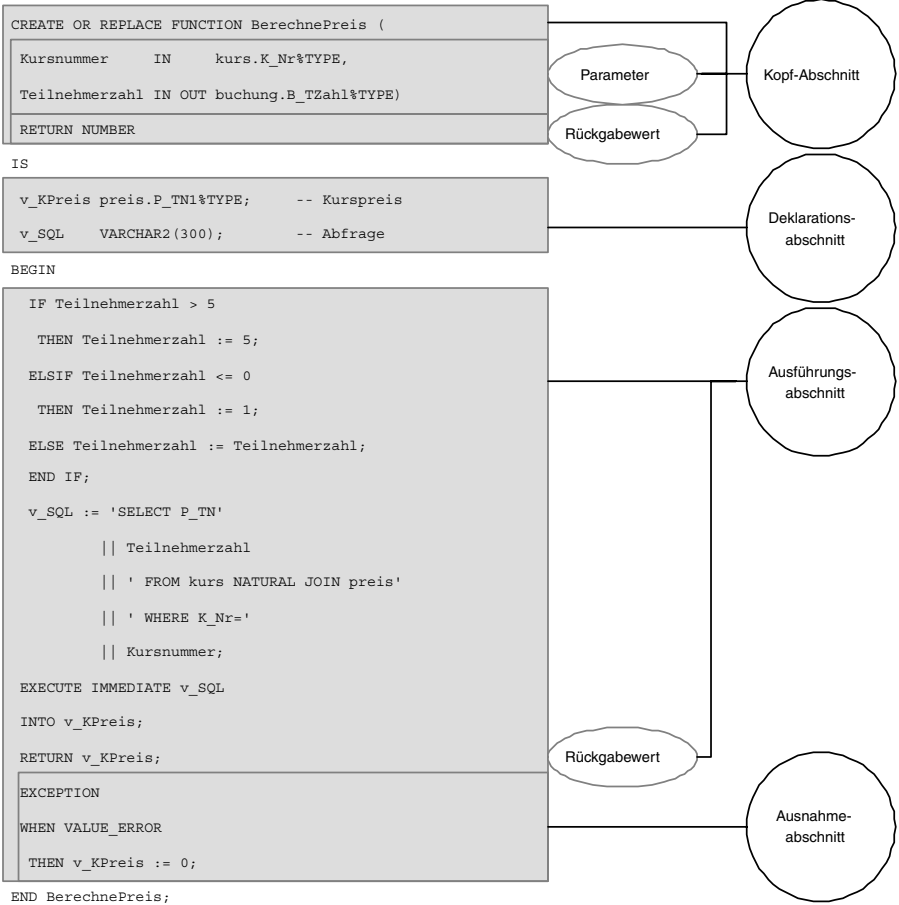 CREATE OR REPLACE FUNCTION BerechnePreis (
Kursnummer IN kurs.K_Nr%TYPE,
Teilnehmerzahl IN OUT buchung.B_TZahl%TYPE)
RETURN NUMBER
Parameter
Rückgabewert
Kopf-Abschnitt
IS
v_KPreis preis.P_TN1%TYPE; -- Kurspreis
v_SQL VARCHAR2(300); -- Abfrage
Deklarations-
abschnitt
BEGIN
IF Teilnehmerzahl > 5
THEN Teilnehmerzahl := 5;
ELSIF Teilnehmerzahl <= 0
THEN Teilnehmerzahl := 1;
ELSE Teilnehmerzahl := Teilnehmerzahl;
END IF;
v_SQL := 'SELECT P_TN'
|| Teilnehmerzahl
|| ' FROM kurs NATURAL JOIN preis'
|| ' WHERE K_Nr='
|| Kursnummer;
EXECUTE IMMEDIATE v_SQL
INTO v_KPreis;
RETURN v_KPreis;
Ausführungs-
abschnitt
Rückgabewert
EXCEPTION
WHEN VALUE_ERROR
THEN v_KPreis := 0;
Ausnahme-
abschnitt
END BerechnePreis;